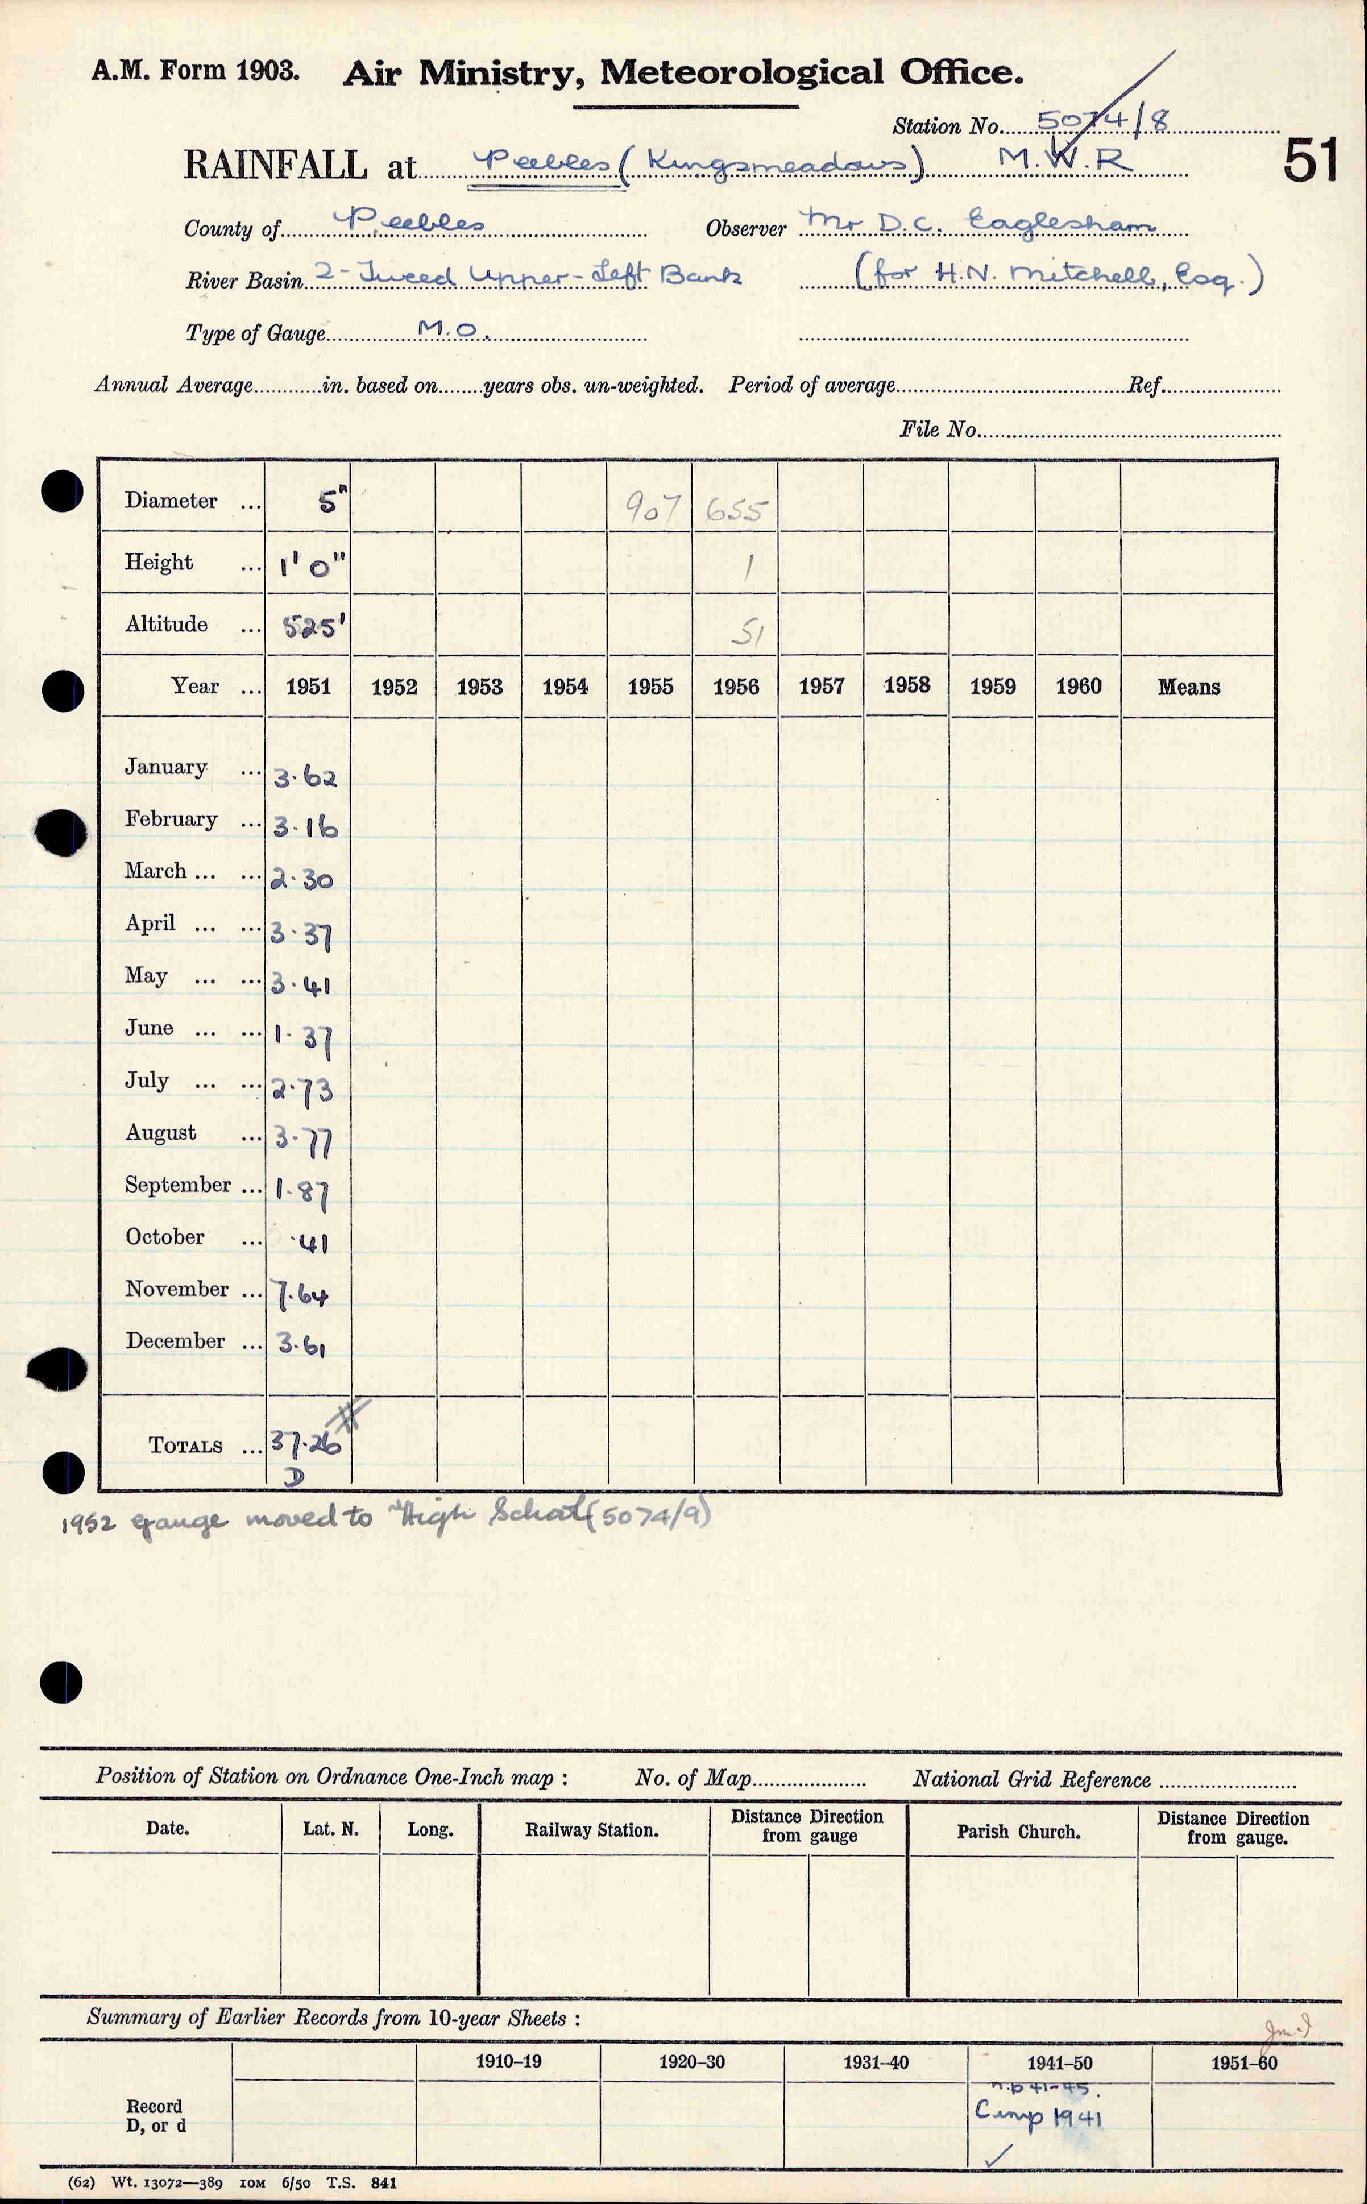 A.M. Form 1903. Air Ministry, Meteorological Office.
Station No. 5074/8
RAINFALL at Peebles (Kingsmeadows) M.W.R 51
County of Peebles Observer Mr D.C. Eaglesham
River Basin 2-Tweed Upper-Left Bank (for H.N. Mitchell, Esq.)
Type of Gauge M.O.
Annual Average in. based on years obs. un-weighted. Period of average Ref.
File No.
Diameter ... 5" 907 655
Height ... 1' 0" 1
Altitude ... 525' 51
Year ... 1951 1952 1953 1954 1955 1956 1957 1958 1959 1960 Means
January ... 3.62
February ... 3.16
March ... ... 2.30
April ... ... 3.37
May ... ... 3.41
June ... ... 1.37
July ... ... 2.73
August ... 3.77
September ... 1.87
October ... .41
November ... 7.64
December ... 3.61
TOTALS ... 37.26 #
D
1952 gauge moved to High School (5074/9)
Position of Station on Ordnance One-Inch map : No. of Map National Grid Reference
Date. Lat. N. Long. Railway Station. Distance Direction from gauge Parish Church. Distance Direction from gauge.
Summary of Earlier Records from 10-year Sheets :
1910-19 1920-30 1931-40 1941-50 1951-60
Record
D, or d
n.p 41-45.
Comp 1941
✓
(62) Wt. 13072—389 10M 6/50 T.S. 841